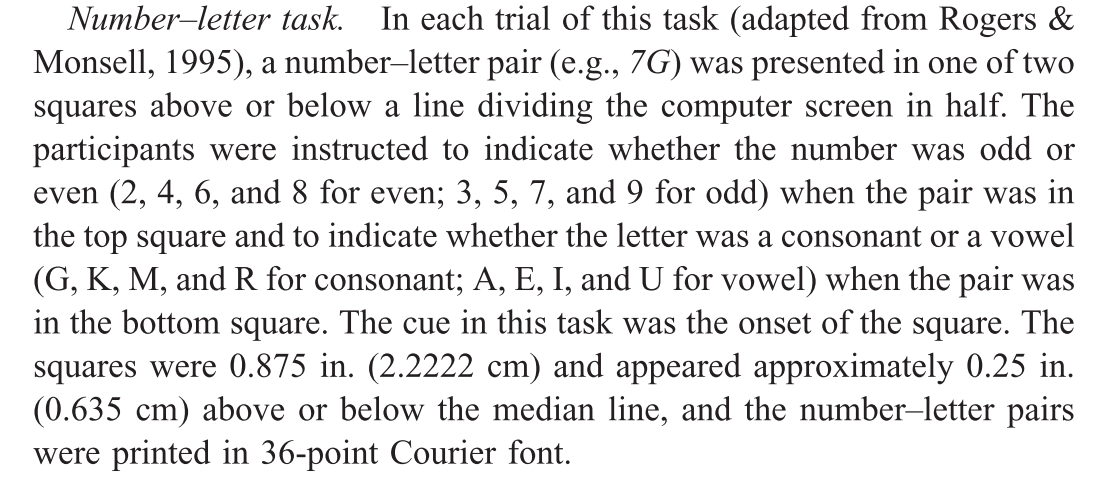 Number–letter task. In each trial of this task (adapted from Rogers &
Monsell, 1995), a number–letter pair (e.g., 7G) was presented in one of two
squares above or below a line dividing the computer screen in half. The
participants were instructed to indicate whether the number was odd or
even (2, 4, 6, and 8 for even; 3, 5, 7, and 9 for odd) when the pair was in
the top square and to indicate whether the letter was a consonant or a vowel
(G, K, M, and R for consonant; A, E, I, and U for vowel) when the pair was
in the bottom square. The cue in this task was the onset of the square. The
squares were 0.875 in. (2.2222 cm) and appeared approximately 0.25 in.
(0.635 cm) above or below the median line, and the number–letter pairs
were printed in 36-point Courier font.